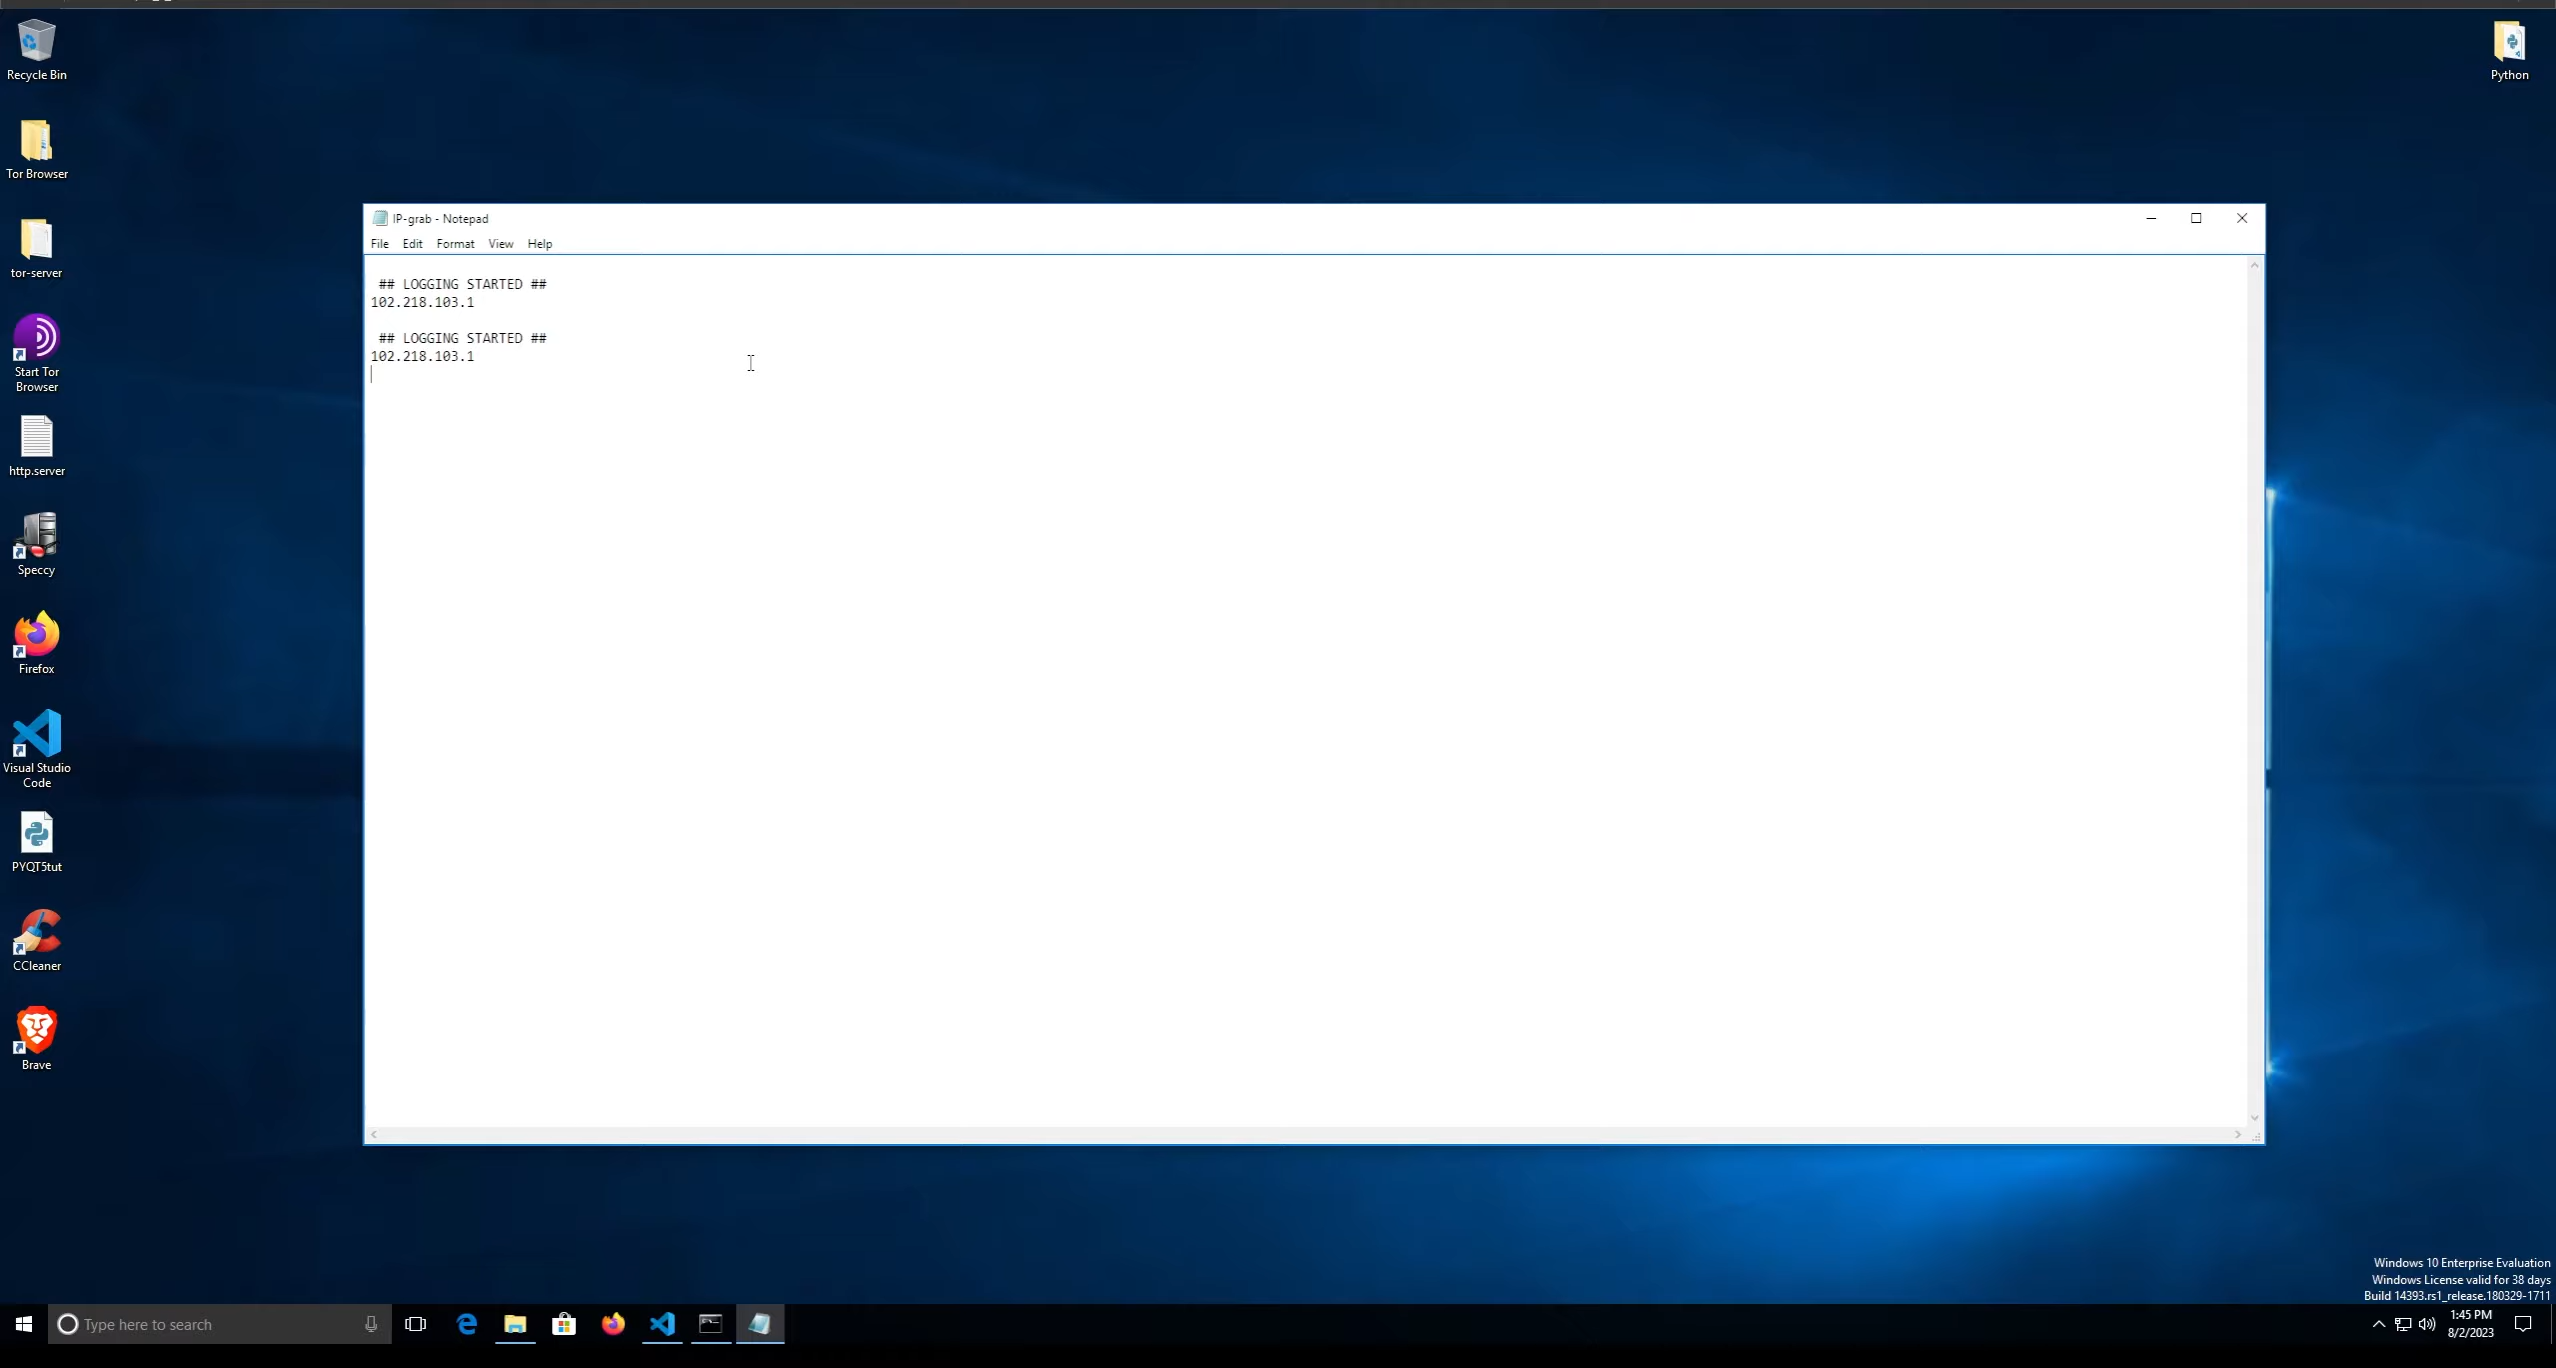 Recycle Bin
Python
Tor Browser
tor-server
Start Tor
Browser
http.server
Speccy
Firefox
Visual Studio
Code
PYQT5tut
CCleaner
Brave
IP-grab - Notepad
File Edit Format View Help
## LOGGING STARTED ##
102.218.103.1
## LOGGING STARTED ##
102.218.103.1
Windows 10 Enterprise Evaluation
Windows License valid for 38 days
Build 14393.rs1_release.180329-1711
Type here to search
1:45 PM
8/2/2023